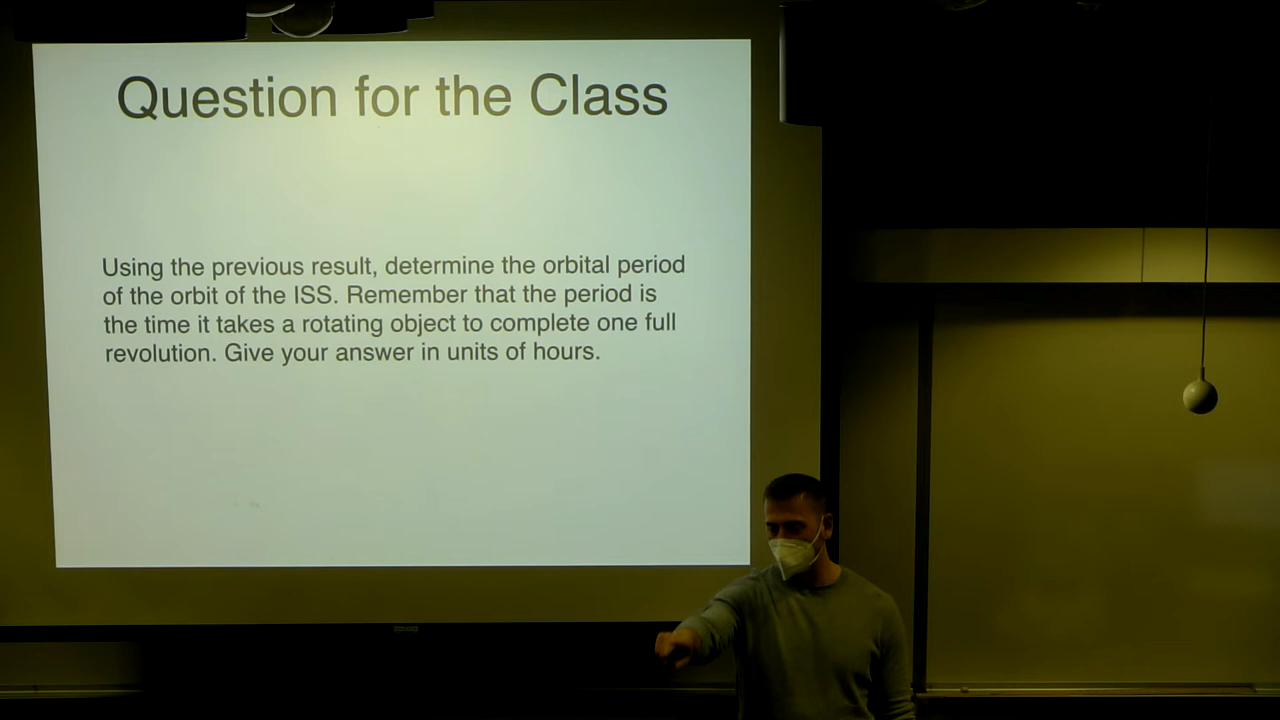 Question for the Class
Using the previous result, determine the orbital period
of the orbit of the ISS. Remember that the period is
the time it takes a rotating object to complete one full
revolution. Give your answer in units of hours.